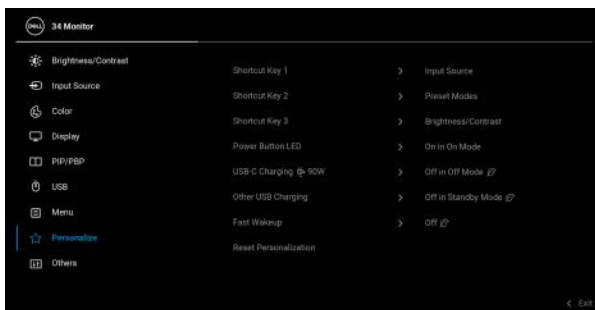 DELL 34 Monitor
Brightness/Contrast
Input Source
Color
Display
PIP/PBP
USB
Menu
Personalize
Others
Shortcut Key 1 > Input Source
Shortcut Key 2 > Preset Modes
Shortcut Key 3 > Brightness/Contrast
Power Button LED > On in On Mode
USB-C Charging 90W > Off in Off Mode
Other USB Charging > Off in Standby Mode
Fast Wakeup > Off
Reset Personalization
< Exit